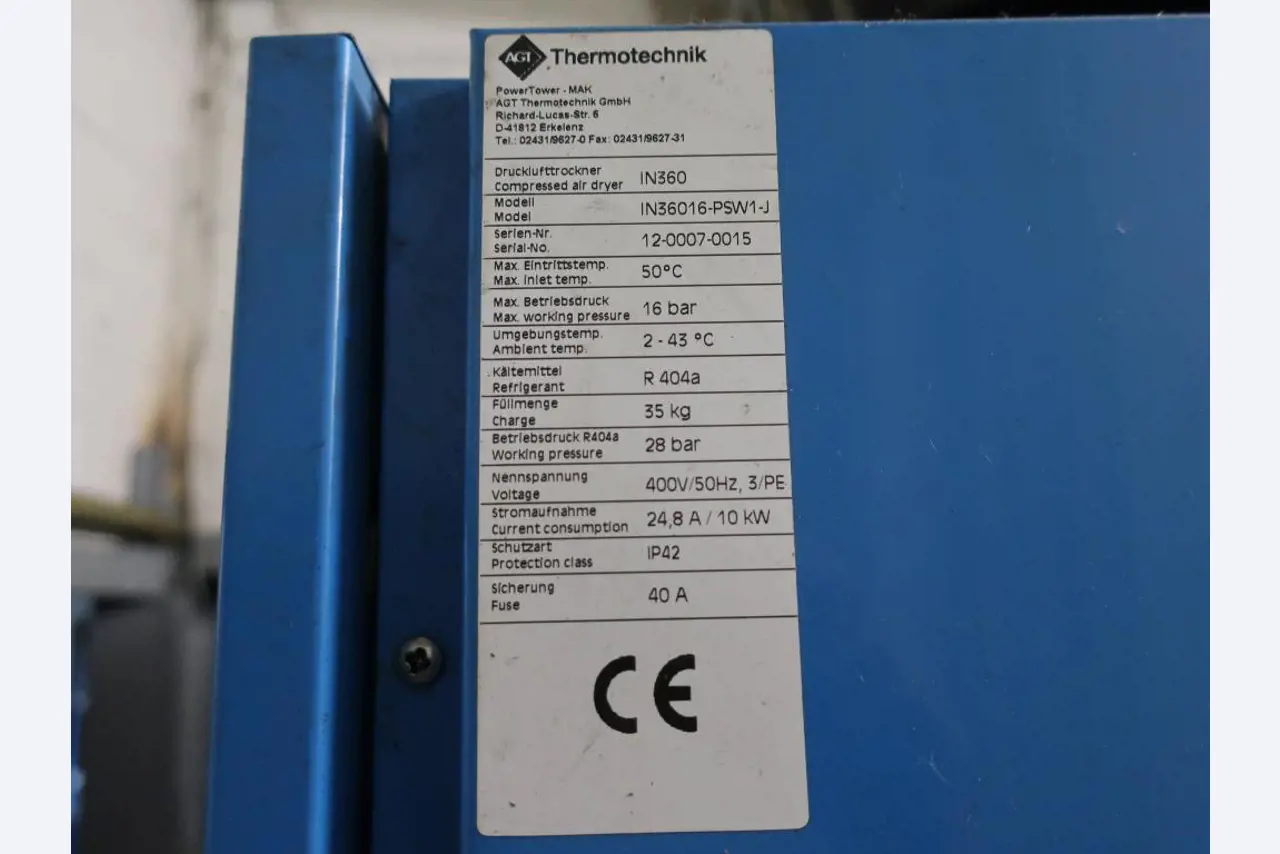 AGT Thermotechnik
PowerTower - MAK
AGT Thermotechnik GmbH
Richard-Lucas-Str. 6
D-41812 Erkelenz
Tel.: 02431/9627-0 Fax: 02431/9627-31
Drucklufttrockner
Compressed air dryer IN360
Modell
Model IN36016-PSW1-J
Serien-Nr.
Serial-No. 12-0007-0015
Max. Eintrittstemp.
Max. inlet temp. 50°C
Max. Betriebsdruck
Max. working pressure 16 bar
Umgebungstemp.
Ambient temp. 2 - 43 °C
Kältemittel
Refrigerant R 404a
Füllmenge
Charge 35 kg
Betriebsdruck R404a
Working pressure 28 bar
Nennspannung
Voltage 400V/50Hz, 3/PE
Stromaufnahme
Current consumption 24,8 A / 10 kW
Schutzart
Protection class IP42
Sicherung
Fuse 40 A
CE